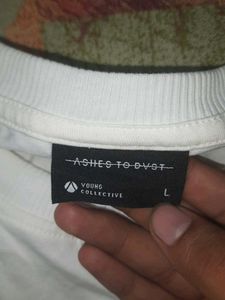 ASHES TO DVST
YOUNG
COLLECTIVE
L